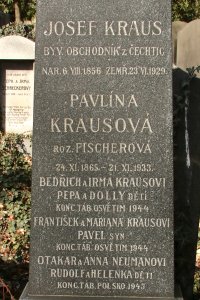 JOSEF KRAUS
BÝV. OBCHODNÍK Z ČECHTIC
NAR. 6.VIII.1856 ZEMŘ. 23.VI.1929.
PAVLÍNA
KRAUSOVÁ
ROZ. FISCHEROVÁ
24. XI. 1865 - 21. XI. 1933.
BEDŘICH A IRMA KRAUSOVI
PEPA A DOLLY DĚTI
KONC. TÁB. OSVĚTIM 1944
FRANTIŠEK A MARIANA KRAUSOVI
PAVEL SYN
KONC. TÁB. OSVĚTIM 1944
OTAKAR A ANNA NEUMANOVI
RUDOLF A HELENKA DĚTI
KONC. TÁB. POLSKO 1943